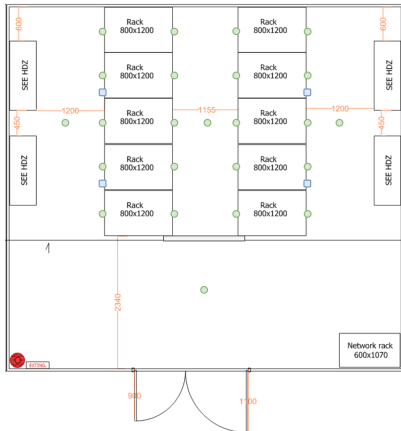 600
600
Rack
800x1200
Rack
800x1200
SEE HDZ
SEE HDZ
Rack
800x1200
Rack
800x1200
1200
1155
1200
Rack
800x1200
Rack
800x1200
450
450
SEE HDZ
SEE HDZ
Rack
800x1200
Rack
800x1200
Rack
800x1200
Rack
800x1200
2340
Network rack
600x1070
EXTING.
1100